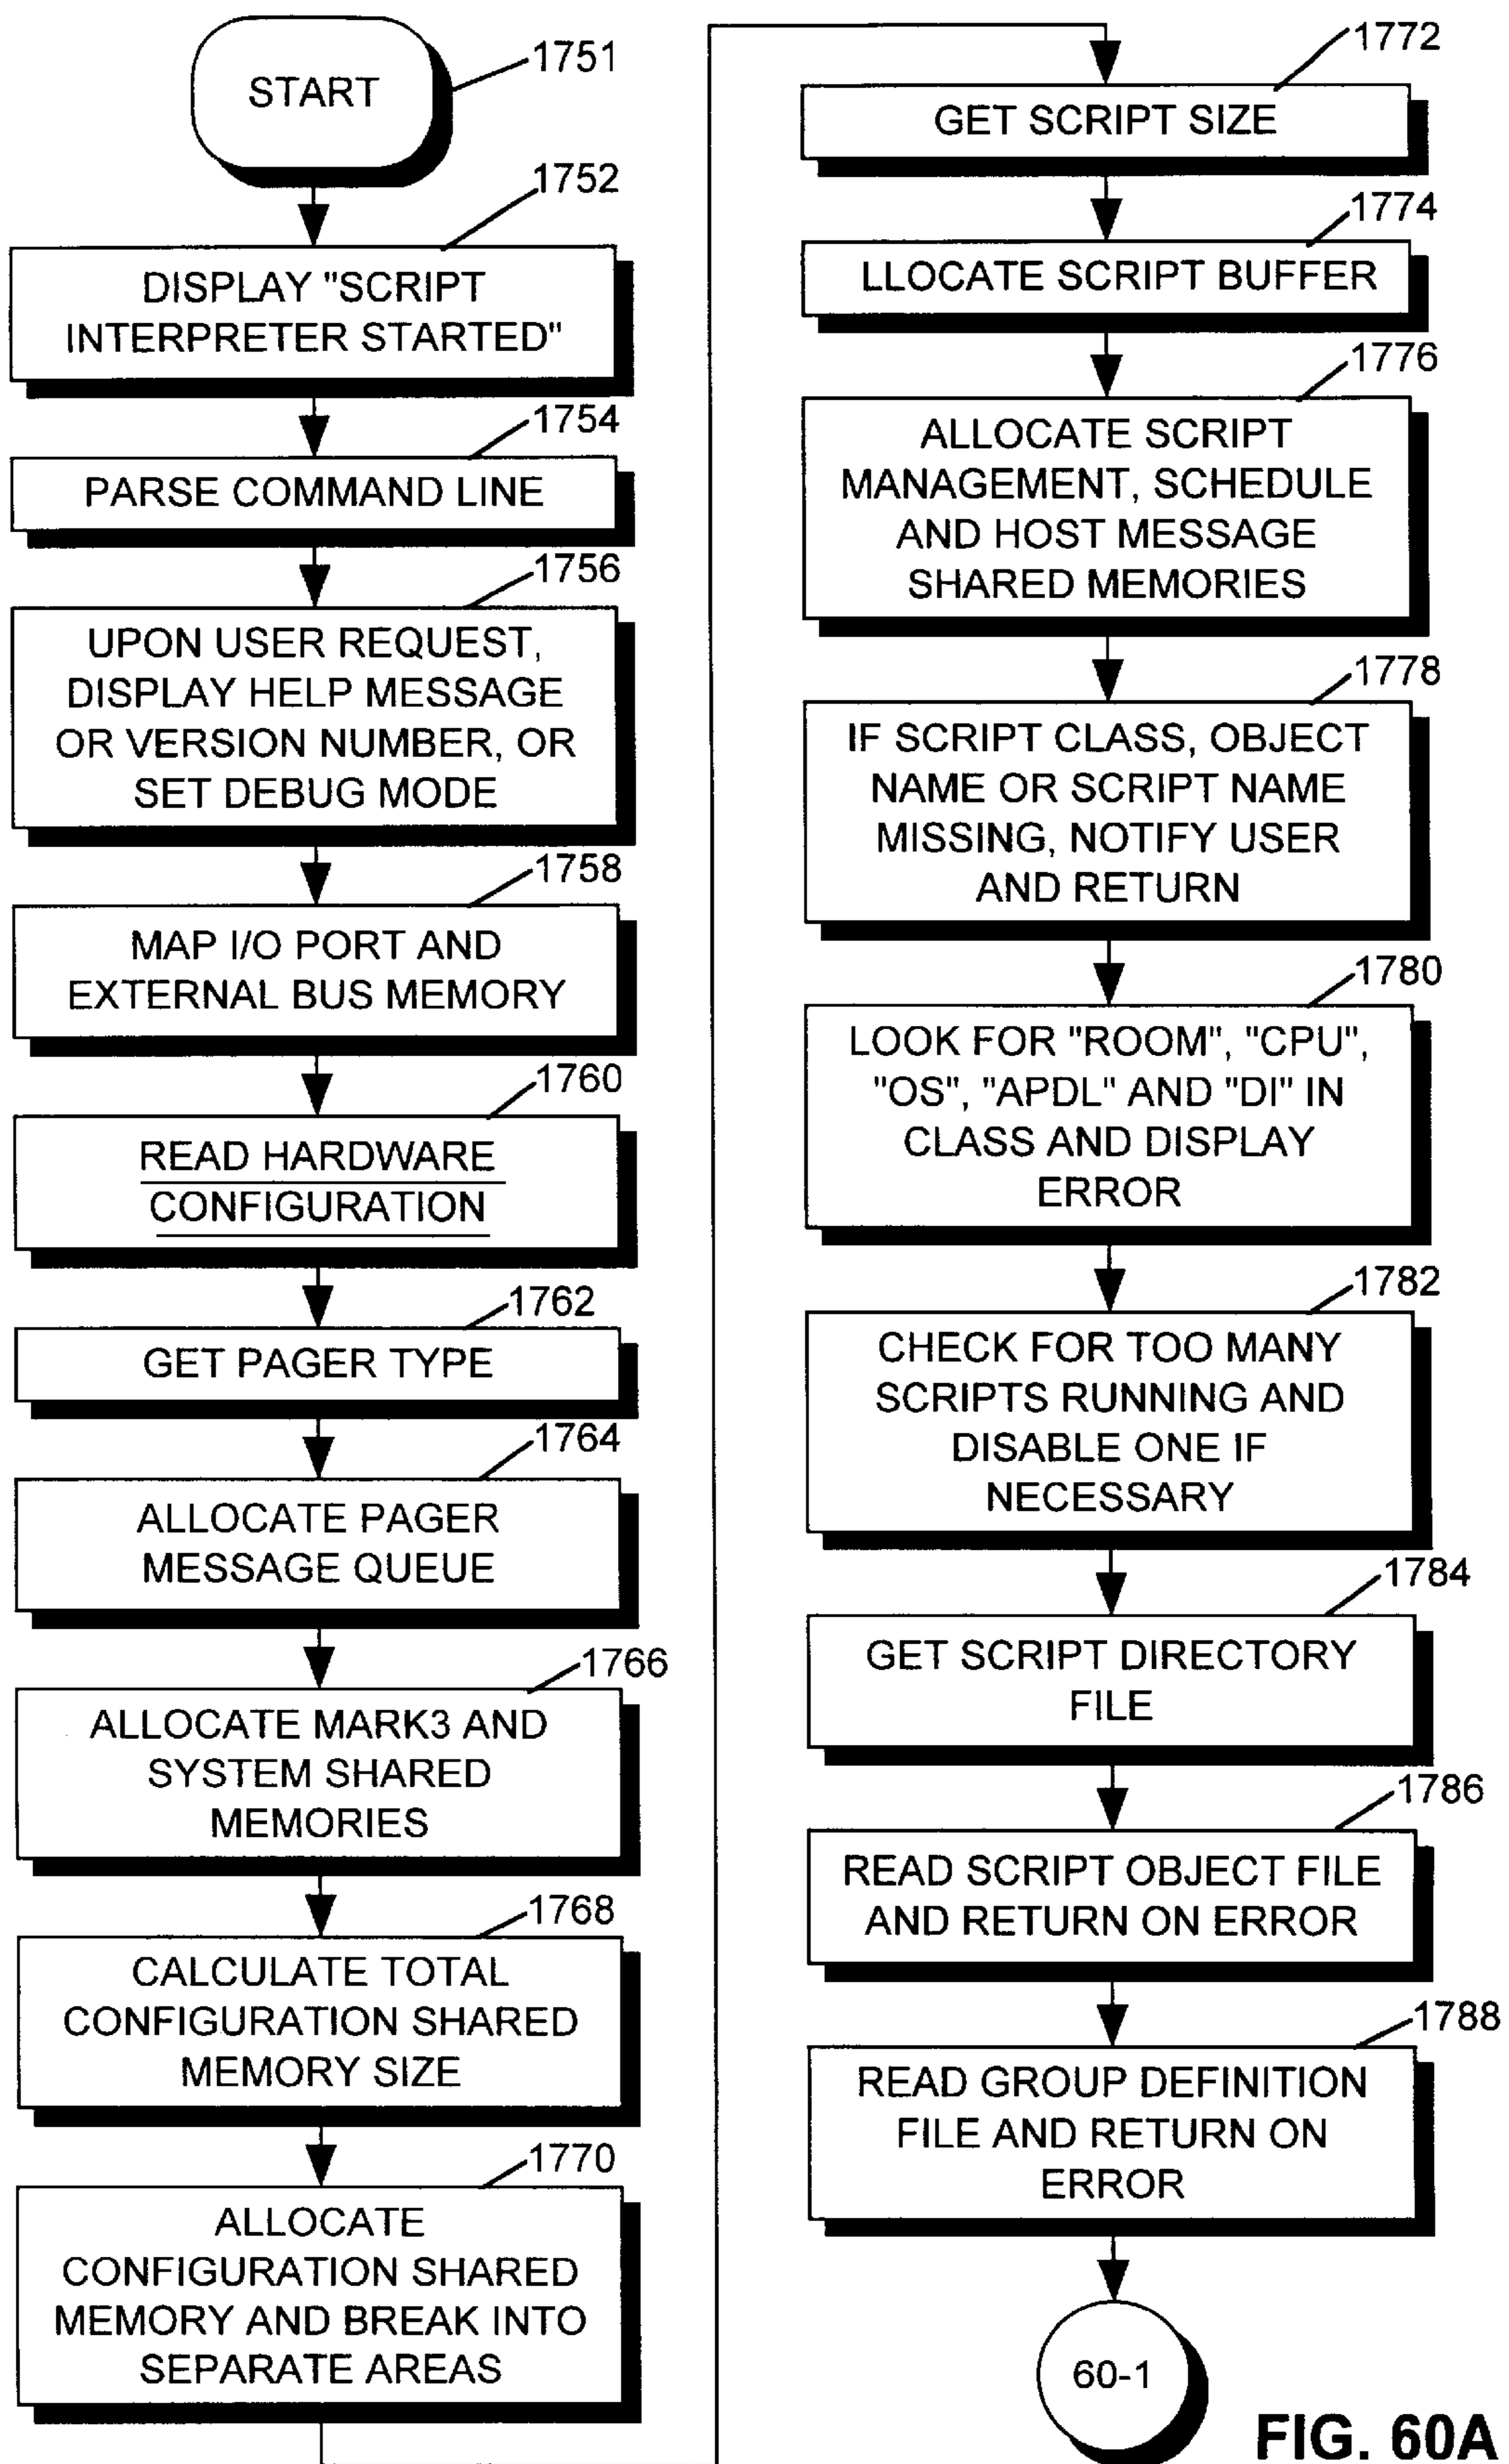 START
1751
1752
DISPLAY "SCRIPT
INTERPRETER STARTED"
1754
PARSE COMMAND LINE
1756
UPON USER REQUEST,
DISPLAY HELP MESSAGE
OR VERSION NUMBER, OR
SET DEBUG MODE
1758
MAP I/O PORT AND
EXTERNAL BUS MEMORY
1760
READ HARDWARE
CONFIGURATION
1762
GET PAGER TYPE
1764
ALLOCATE PAGER
MESSAGE QUEUE
1766
ALLOCATE MARK3 AND
SYSTEM SHARED
MEMORIES
1768
CALCULATE TOTAL
CONFIGURATION SHARED
MEMORY SIZE
1770
ALLOCATE
CONFIGURATION SHARED
MEMORY AND BREAK INTO
SEPARATE AREAS
1772
GET SCRIPT SIZE
1774
LLOCATE SCRIPT BUFFER
1776
ALLOCATE SCRIPT
MANAGEMENT, SCHEDULE
AND HOST MESSAGE
SHARED MEMORIES
1778
IF SCRIPT CLASS, OBJECT
NAME OR SCRIPT NAME
MISSING, NOTIFY USER
AND RETURN
1780
LOOK FOR "ROOM", "CPU",
"OS", "APDL" AND "DI" IN
CLASS AND DISPLAY
ERROR
1782
CHECK FOR TOO MANY
SCRIPTS RUNNING AND
DISABLE ONE IF
NECESSARY
1784
GET SCRIPT DIRECTORY
FILE
1786
READ SCRIPT OBJECT FILE
AND RETURN ON ERROR
1788
READ GROUP DEFINITION
FILE AND RETURN ON
ERROR
60-1
FIG. 60A